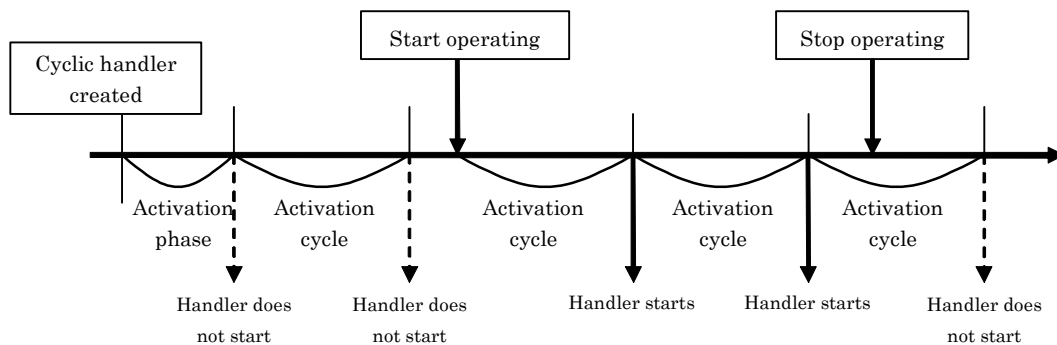 Start operating
Stop operating
Cyclic handler
created
Activation
phase
Activation
cycle
Activation
cycle
Activation
cycle
Activation
cycle
Handler does
not start
Handler does
not start
Handler starts
Handler starts
Handler does
not start